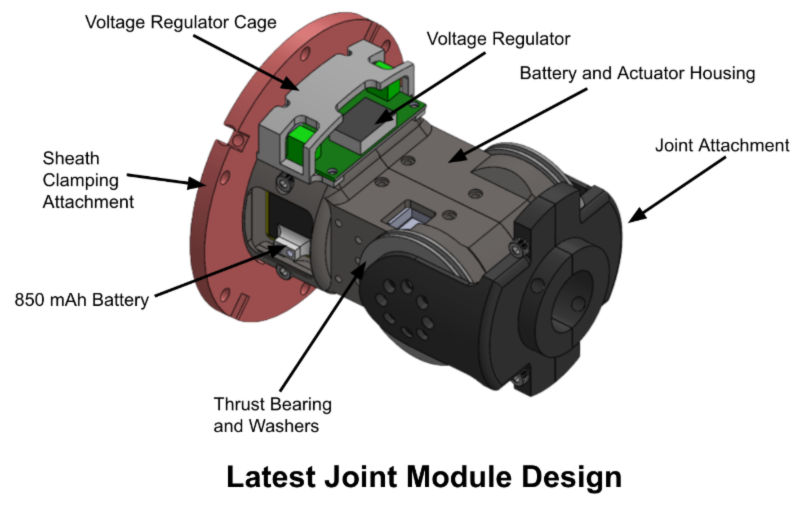 Voltage Regulator Cage
Voltage Regulator
Battery and Actuator Housing
Joint Attachment
Sheath
Clamping
Attachment
850 mAh Battery
Thrust Bearing
and Washers
Latest Joint Module Design